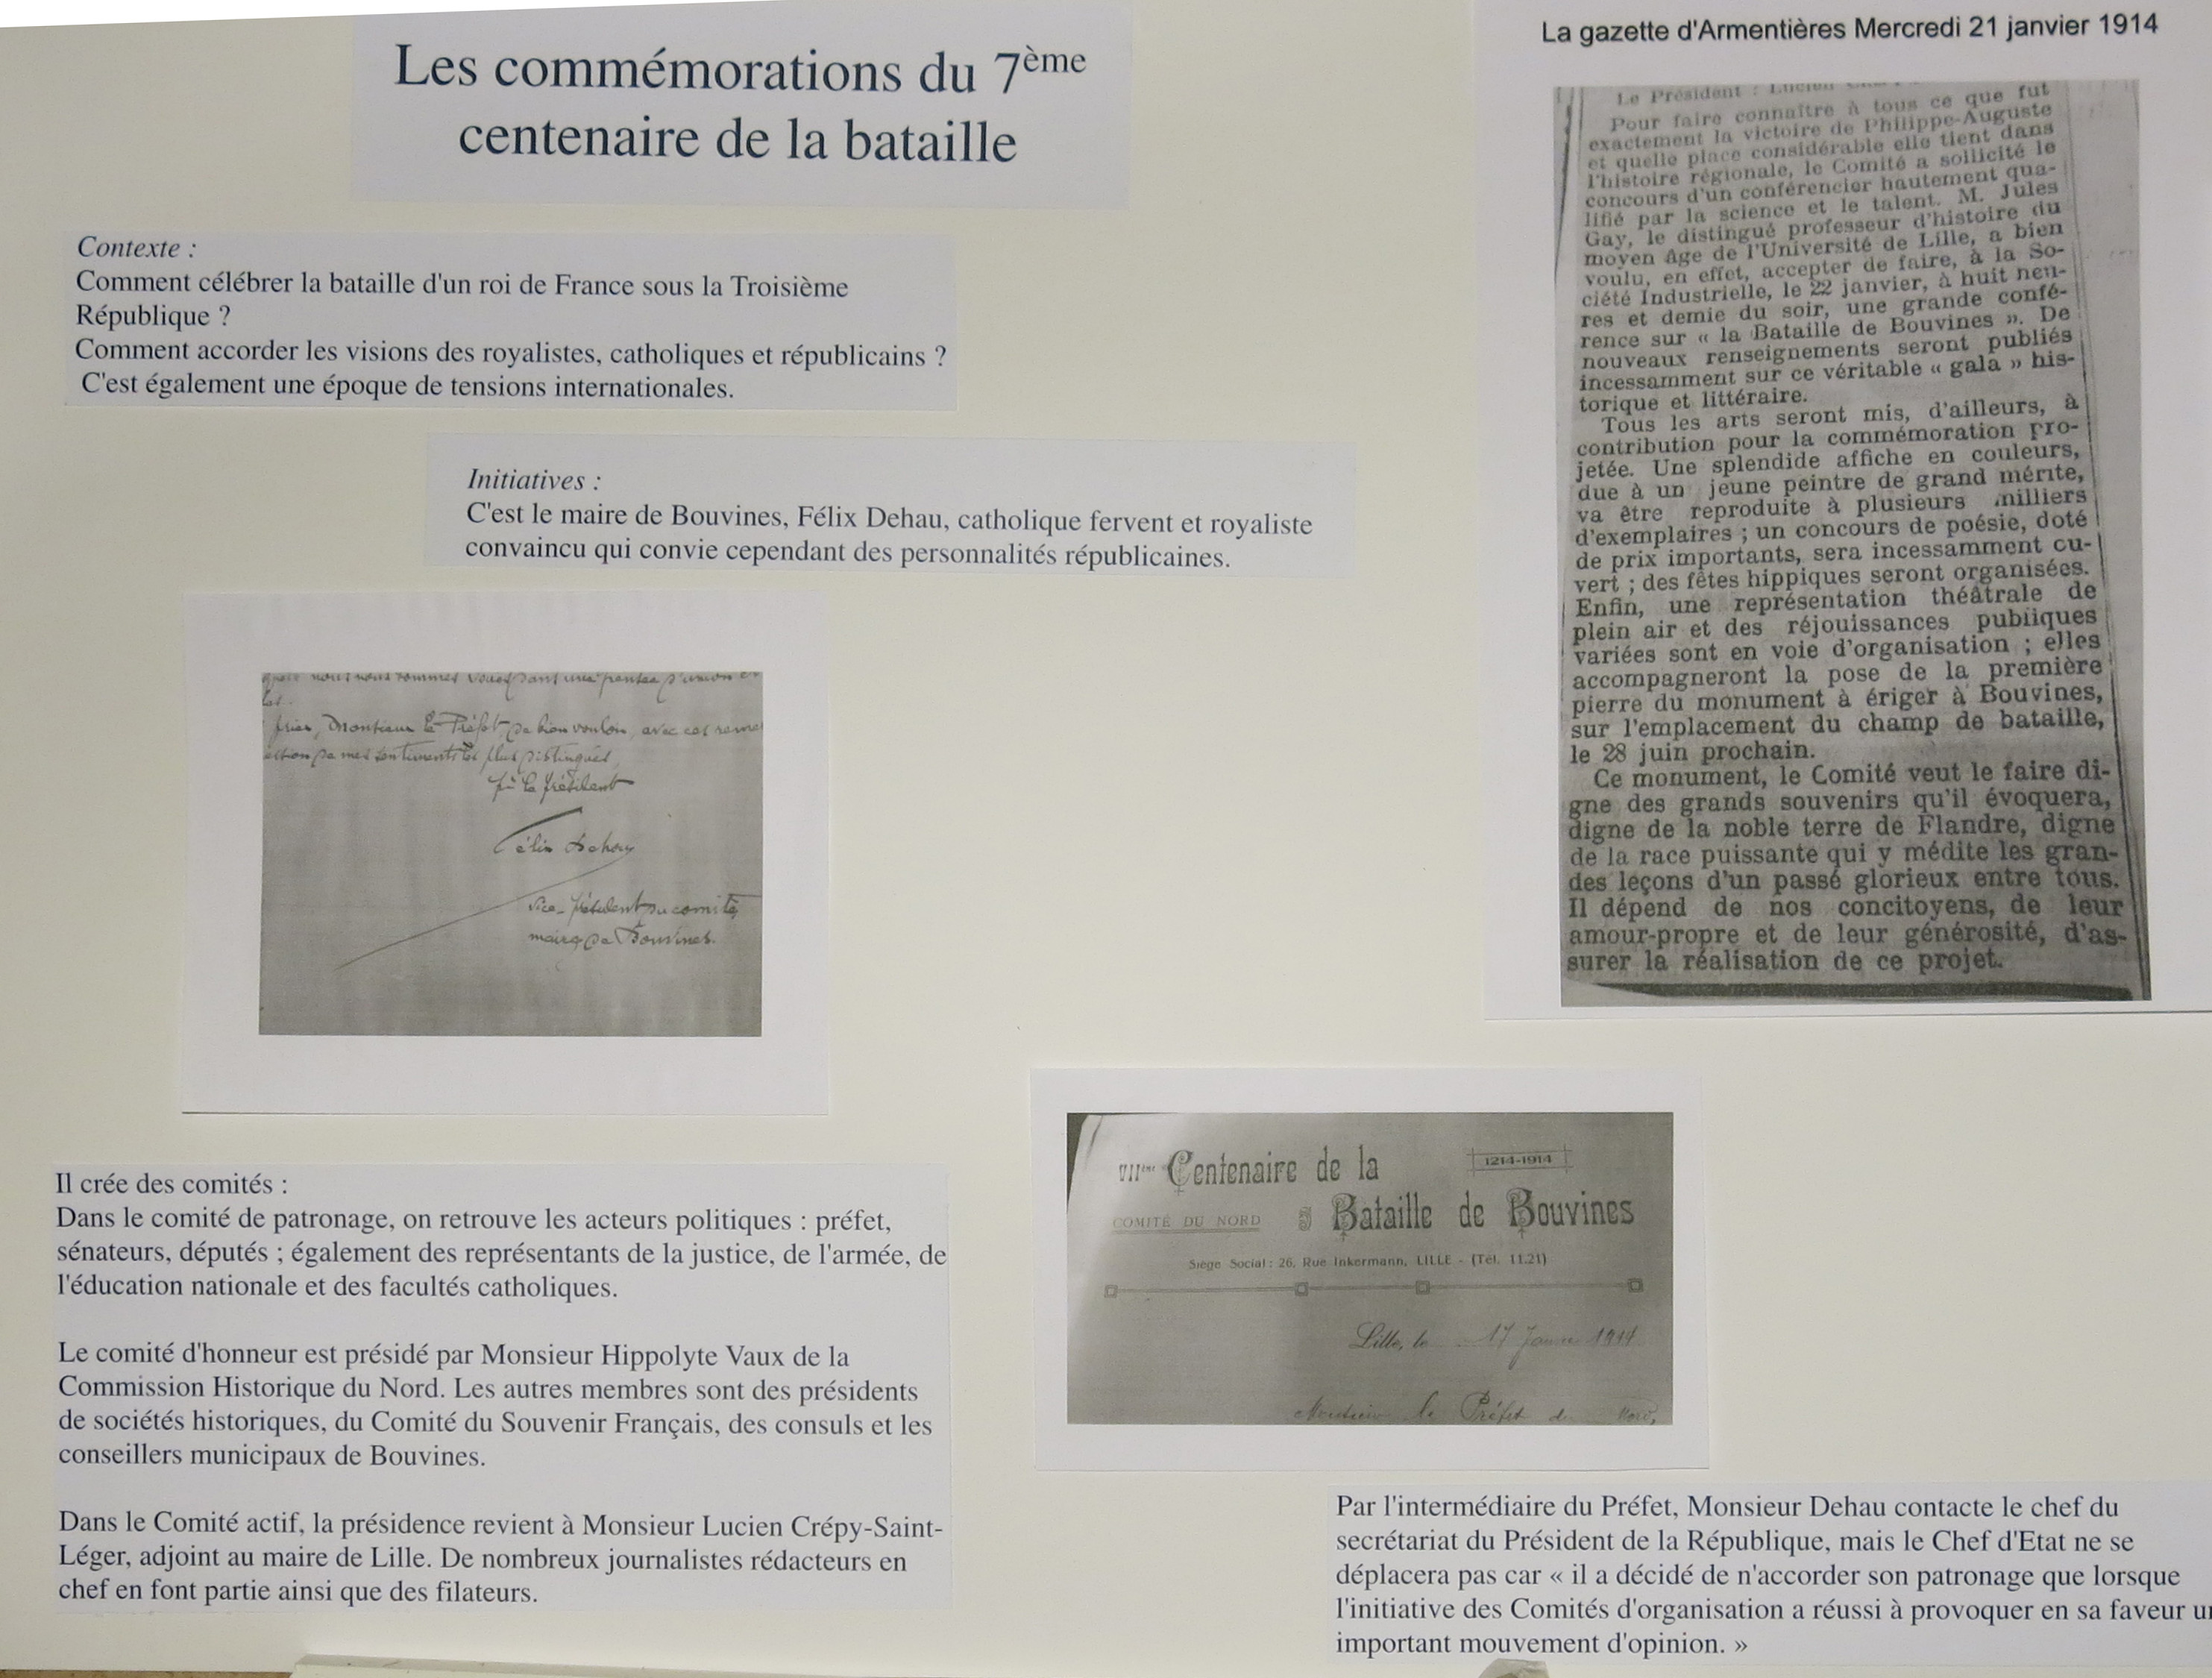 Les commémorations du 7ème
centenaire de la bataille
Contexte :
Comment célébrer la bataille d'un roi de France sous la Troisième
République ?
Comment accorder les visions des royalistes, catholiques et républicains ?
C'est également une époque de tensions internationales.
Initiatives :
C'est le maire de Bouvines, Félix Dehau, catholique fervent et royaliste
convaincu qui convie cependant des personnalités républicaines.
nous nous sommes voués dans une pensée d'union
prier, Monsieur le Préfet de bien vouloir, avec ces
de mes sentiments les plus distingués,
Le Président
Félix Dehau
Vice-Président du comité
maire de Bouvines.
Il crée des comités :
Dans le comité de patronage, on retrouve les acteurs politiques : préfet,
sénateurs, députés ; également des représentants de la justice, de l'armée, de
l'éducation nationale et des facultés catholiques.
Le comité d'honneur est présidé par Monsieur Hippolyte Vaux de la
Commission Historique du Nord. Les autres membres sont des présidents
de sociétés historiques, du Comité du Souvenir Français, des consuls et les
conseillers municipaux de Bouvines.
Dans le Comité actif, la présidence revient à Monsieur Lucien Crépy-Saint-
Léger, adjoint au maire de Lille. De nombreux journalistes rédacteurs en
chef en font partie ainsi que des filateurs.
La gazette d'Armentières Mercredi 21 janvier 1914
Le Président : Lucien
Pour faire connaître à tous ce que fut
exactement la victoire de Philippe-Auguste
et quelle place considérable elle tient dans
l'histoire régionale, le Comité a sollicité le
concours d'un conférencier hautement qua-
lifié par la science et le talent. M. Jules
Gay, le distingué professeur d'histoire du
moyen âge de l'Université de Lille, a bien
voulu, en effet, accepter de faire, à la So-
ciété Industrielle, le 22 janvier, à huit heu-
res et demie du soir, une grande confé-
rence sur « la Bataille de Bouvines ». De
nouveaux renseignements seront publiés
incessamment sur ce véritable « gala » his-
torique et littéraire.
Tous les arts seront mis, d'ailleurs, à
contribution pour la commémoration pro-
jetée. Une splendide affiche en couleurs,
due à un jeune peintre de grand mérite,
va être reproduite à plusieurs milliers
d'exemplaires ; un concours de poésie, doté
de prix importants, sera incessamment ou-
vert ; des fêtes hippiques seront organisées.
Enfin, une représentation théâtrale de
plein air et des réjouissances publiques
variées sont en voie d'organisation ; elles
accompagneront la pose de la première
pierre du monument à ériger à Bouvines,
sur l'emplacement du champ de bataille,
le 28 juin prochain.
Ce monument, le Comité veut le faire di-
gne des grands souvenirs qu'il évoquera,
digne de la noble terre de Flandre, digne
de la race puissante qui y médite les gran-
des leçons d'un passé glorieux entre tous.
Il dépend de nos concitoyens, de leur
amour-propre et de leur générosité, d'as-
surer la réalisation de ce projet.
VIIème Centenaire de la
1214-1914
COMITÉ DU NORD
Bataille de Bouvines
Siège Social : 26, Rue Inkermann, LILLE - (Tél. 11.21)
Lille, le 17 Janvier 1914
Monsieur le Préfet du Nord,
Par l'intermédiaire du Préfet, Monsieur Dehau contacte le chef du
secrétariat du Président de la République, mais le Chef d'Etat ne se
déplacera pas car « il a décidé de n'accorder son patronage que lorsque
l'initiative des Comités d'organisation a réussi à provoquer en sa faveur un
important mouvement d'opinion. »